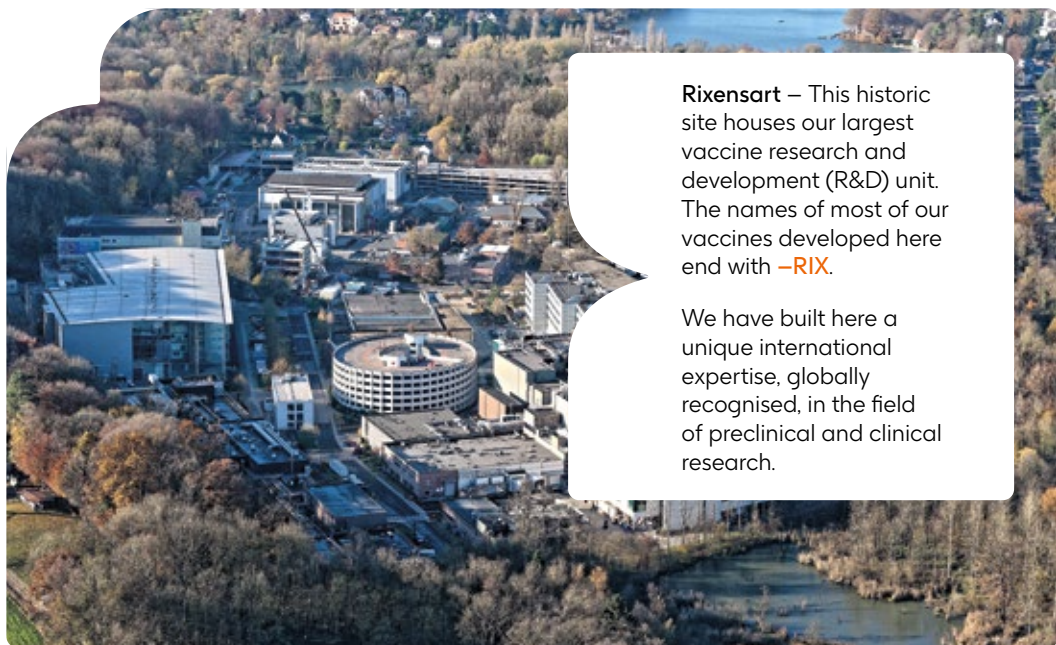 Rixensart – This historic
site houses our largest
vaccine research and
development (R&D) unit.
The names of most of our
vaccines developed here
end with –RIX.
We have built here a
unique international
expertise, globally
recognised, in the field
of preclinical and clinical
research.